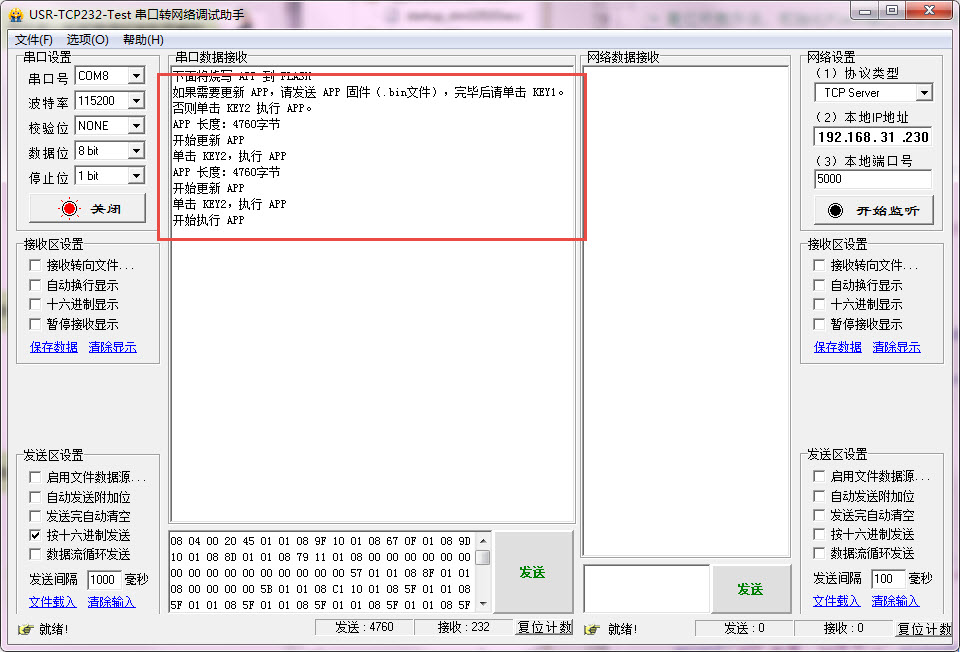 USR-TCP232-Test 串口转网络调试助手
文件(F) 选项(O) 帮助(H)
串口设置
串口号 COM8
波特率 115200
校验位 NONE
数据位 8 bit
停止位 1 bit
关闭
接收区设置
接收转向文件...
自动换行显示
十六进制显示
暂停接收显示
保存数据 清除显示
发送区设置
启用文件数据源...
自动发送附加位
发送完自动清空
按十六进制发送
数据流循环发送
发送间隔 1000 毫秒
文件载入 清除输入
就绪!
串口数据接收
下面将烧写 APP 到 FLASH
如果需要更新 APP,请发送 APP 固件（.bin文件）,完毕后请单击 KEY1。
否则单击 KEY2 执行 APP。
APP 长度: 4760字节
开始更新 APP
单击 KEY2, 执行 APP
APP 长度: 4760字节
开始更新 APP
单击 KEY2, 执行 APP
开始执行 APP
08 04 00 20 45 01 01 08 9F 10 01 08 67 0F 01 08 9D
10 01 08 8D 01 01 08 79 11 01 08 00 00 00 00 00 00
00 00 00 00 00 00 00 00 00 00 57 01 01 08 8F 01 01
08 00 00 00 00 5B 01 01 08 C1 10 01 08 5F 01 01 08
5F 01 01 08 5F 01 01 08 5F 01 01 08 5F 01 01 08 5F
发送
发送 : 4760 接收 : 232 复位计数
网络数据接收
发送
就绪!
发送 : 0 接收 : 0 复位计数
网络设置
(1) 协议类型
TCP Server
(2) 本地IP地址
192.168.31 .230
(3) 本地端口号
5000
开始监听
接收区设置
接收转向文件...
自动换行显示
十六进制显示
暂停接收显示
保存数据 清除显示
发送区设置
启用文件数据源...
自动发送附加位
发送完自动清空
按十六进制发送
数据流循环发送
发送间隔 100 毫秒
文件载入 清除输入